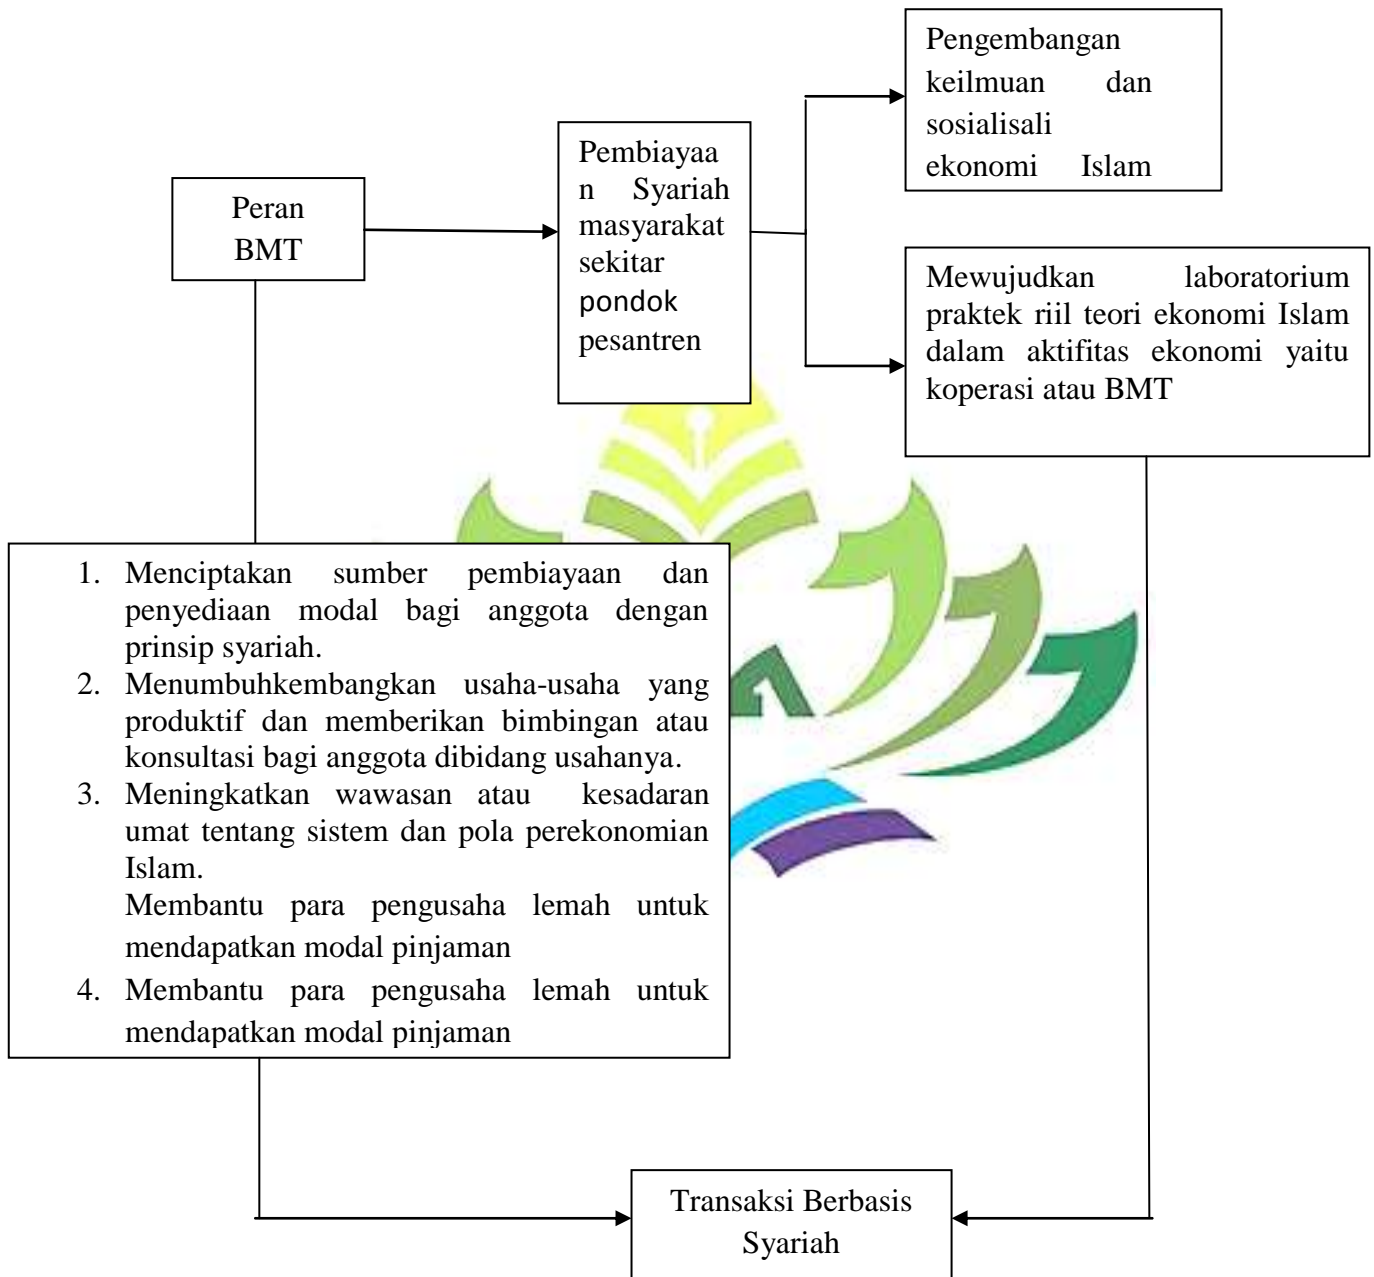 Pengembangan
keilmuan dan
sosialisali
ekonomi Islam
Peran
BMT
Pembiayaa
n Syariah
masyarakat
sekitar
pondok
pesantren
Mewujudkan laboratorium
praktek riil teori ekonomi Islam
dalam aktifitas ekonomi yaitu
koperasi atau BMT
1. Menciptakan sumber pembiayaan dan
penyediaan modal bagi anggota dengan
prinsip syariah.
2. Menumbuhkembangkan usaha-usaha yang
produktif dan memberikan bimbingan atau
konsultasi bagi anggota dibidang usahanya.
3. Meningkatkan wawasan atau kesadaran
umat tentang sistem dan pola perekonomian
Islam.
Membantu para pengusaha lemah untuk
mendapatkan modal pinjaman
4. Membantu para pengusaha lemah untuk
mendapatkan modal pinjaman
Transaksi Berbasis
Syariah